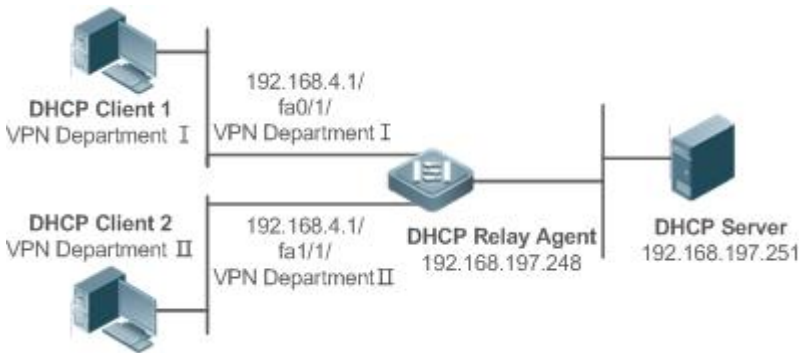 DHCP Client 1
VPN Department Ⅰ
192.168.4.1/
fa0/1/
VPN Department Ⅰ
DHCP Client 2
VPN Department Ⅱ
192.168.4.1/
fa1/1/
VPN Department Ⅱ
DHCP Relay Agent
192.168.197.248
DHCP Server
192.168.197.251